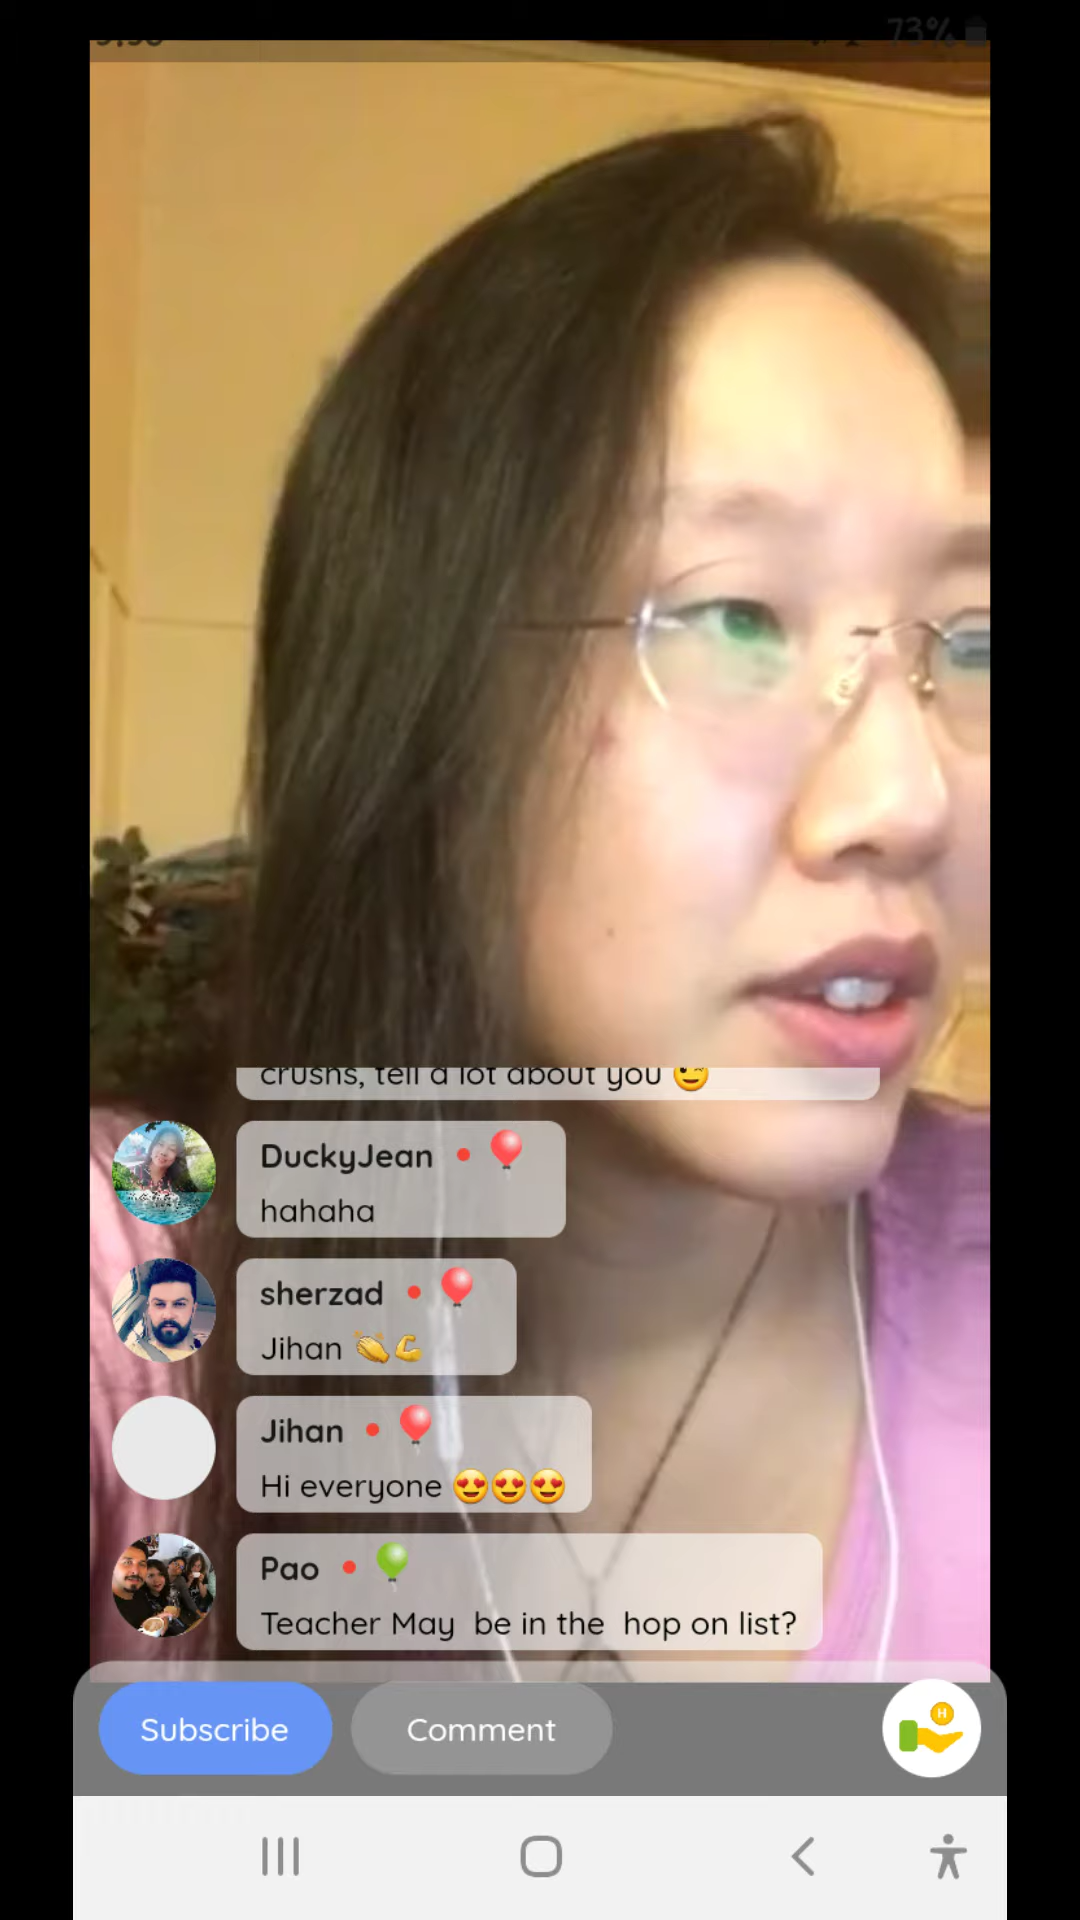 73%
crushs, tell a lot about you 😉
DuckyJean
hahaha
sherzad
Jihan 👏💪
Jihan
Hi everyone 😍😍😍
Pao
Teacher May  be in the  hop on list?
Subscribe
Comment
H